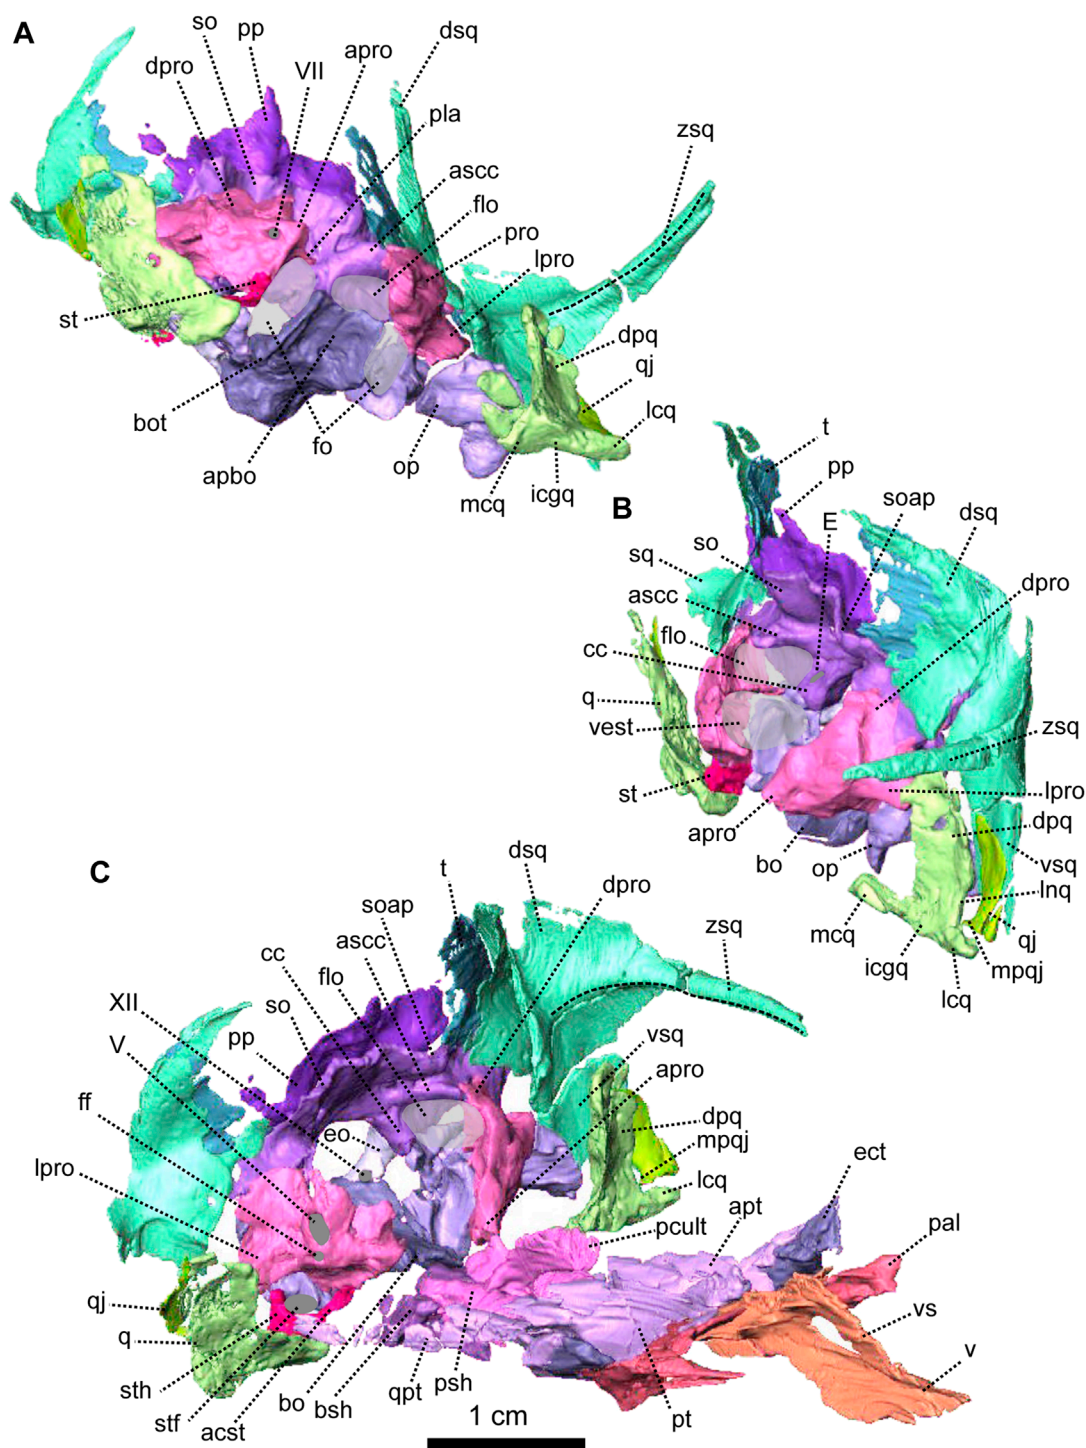 A
so
pp
dpro
VII
apro
dsq
pla
zsq
ascc
flo
pro
lpro
st
dpq
qj
lcq
bot
fo
apbo
op
mcq
icgq
B
t
pp
E
soap
dsq
so
sq
ascc
dpro
flo
cc
q
vest
zsq
st
lpro
apro
dpq
bo
op
vsq
lnq
mcq
icgq
qj
mpqj
lcq
C
t
dsq
soap
dpro
ascc
cc
flo
zsq
XII
so
V
pp
vsq
ff
apro
eo
dpq
mpqj
lpro
lcq
ect
apt
pcult
pal
qj
q
vs
v
sth
stf
acst
bo
bsh
qpt
psh
pt
1 cm